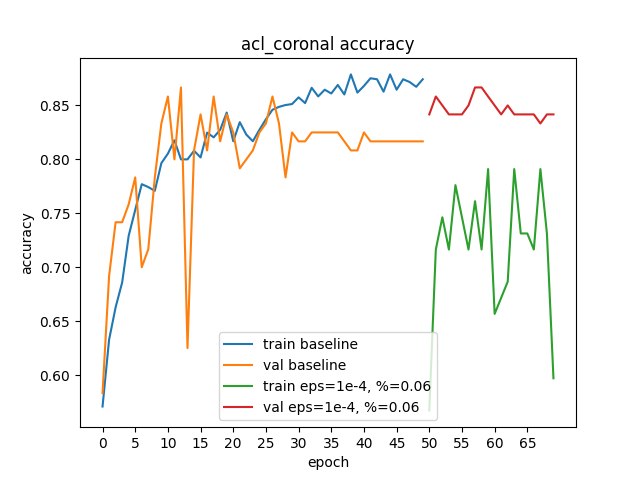 acl_coronal accuracy
accuracy
0.85
0.80
0.75
0.70
0.65
0.60
train baseline
val baseline
train eps=1e-4, %=0.06
val eps=1e-4, %=0.06
0 5 10 15 20 25 30 35 40 45 50 55 60 65
epoch